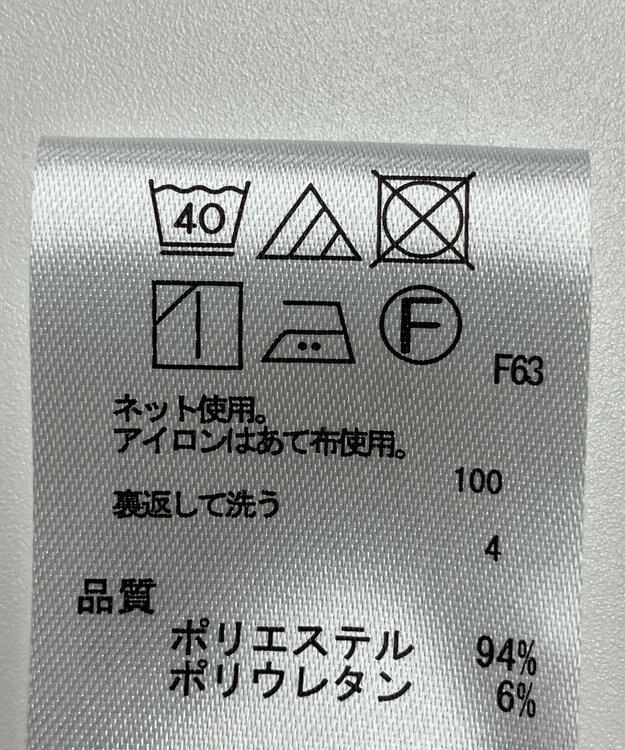 40
F
F63
ネット使用。
アイロンはあて布使用。
100
裏返して洗う
4
品質
ポリエステル 94%
ポリウレタン 6%